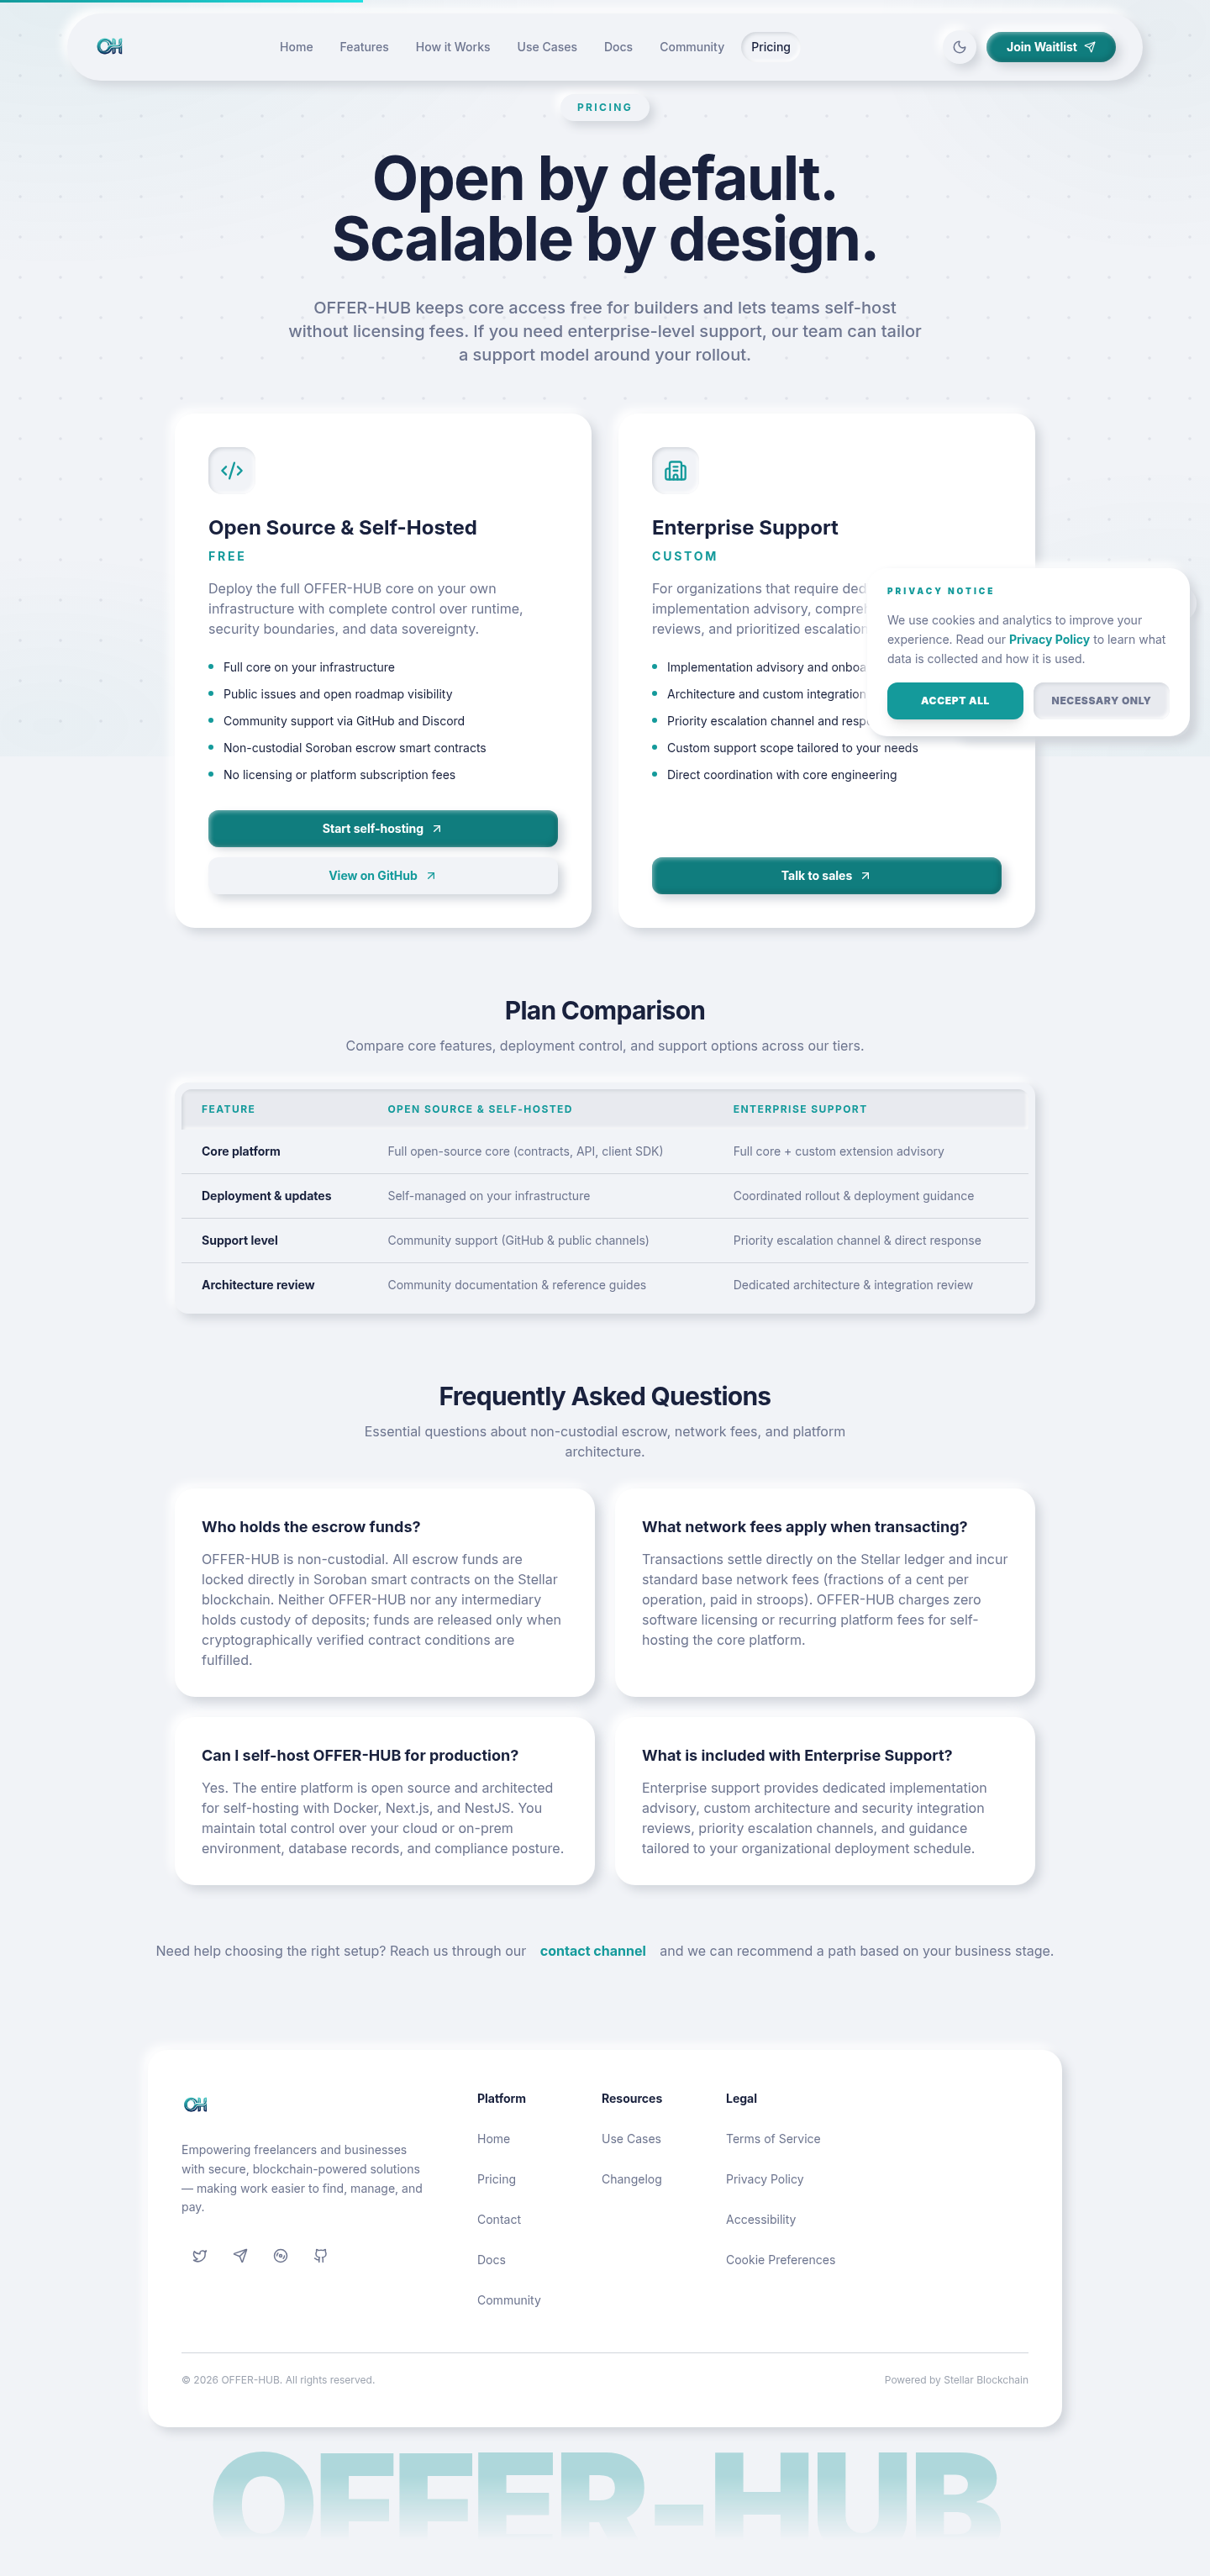 OH
Home Features How it Works Use Cases Docs Community Pricing
Join Waitlist
PRICING
Open by default.
Scalable by design.
OFFER-HUB keeps core access free for builders and lets teams self-host
without licensing fees. If you need enterprise-level support, our team can tailor
a support model around your rollout.
Open Source & Self-Hosted
FREE
Deploy the full OFFER-HUB core on your own
infrastructure with complete control over runtime,
security boundaries, and data sovereignty.
Full core on your infrastructure
Public issues and open roadmap visibility
Community support via GitHub and Discord
Non-custodial Soroban escrow smart contracts
No licensing or platform subscription fees
Start self-hosting
View on GitHub
Enterprise Support
CUSTOM
For organizations that require
implementation advisory,
reviews, and prioritized
Implementation advisory and
Architecture and custom integration
Priority escalation channel and
Custom support scope tailored to your needs
Direct coordination with core engineering
Talk to sales
PRIVACY NOTICE
We use cookies and analytics to improve your
experience. Read our Privacy Policy to learn what
data is collected and how it is used.
ACCEPT ALL
NECESSARY ONLY
Plan Comparison
Compare core features, deployment control, and support options across our tiers.
FEATURE OPEN SOURCE & SELF-HOSTED ENTERPRISE SUPPORT
Core platform Full open-source core (contracts, API, client SDK) Full core + custom extension advisory
Deployment & updates Self-managed on your infrastructure Coordinated rollout & deployment guidance
Support level Community support (GitHub & public channels) Priority escalation channel & direct response
Architecture review Community documentation & reference guides Dedicated architecture & integration review
Frequently Asked Questions
Essential questions about non-custodial escrow, network fees, and platform
architecture.
Who holds the escrow funds?
OFFER-HUB is non-custodial. All escrow funds are
locked directly in Soroban smart contracts on the Stellar
blockchain. Neither OFFER-HUB nor any intermediary
holds custody of deposits; funds are released only when
cryptographically verified contract conditions are
fulfilled.
What network fees apply when transacting?
Transactions settle directly on the Stellar ledger and incur
standard base network fees (fractions of a cent per
operation, paid in stroops). OFFER-HUB charges zero
software licensing or recurring platform fees for self-
hosting the core platform.
Can I self-host OFFER-HUB for production?
Yes. The entire platform is open source and architected
for self-hosting with Docker, Next.js, and NestJS. You
maintain total control over your cloud or on-prem
environment, database records, and compliance posture.
What is included with Enterprise Support?
Enterprise support provides dedicated implementation
advisory, custom architecture and security integration
reviews, priority escalation channels, and guidance
tailored to your organizational deployment schedule.
Need help choosing the right setup? Reach us through our contact channel and we can recommend a path based on your business stage.
OH
Empowering freelancers and businesses
with secure, blockchain-powered solutions
— making work easier to find, manage, and
pay.
Platform
Home
Pricing
Contact
Docs
Community
Resources
Use Cases
Changelog
Legal
Terms of Service
Privacy Policy
Accessibility
Cookie Preferences
© 2026 OFFER-HUB. All rights reserved.
Powered by Stellar Blockchain
OFFER-HUB